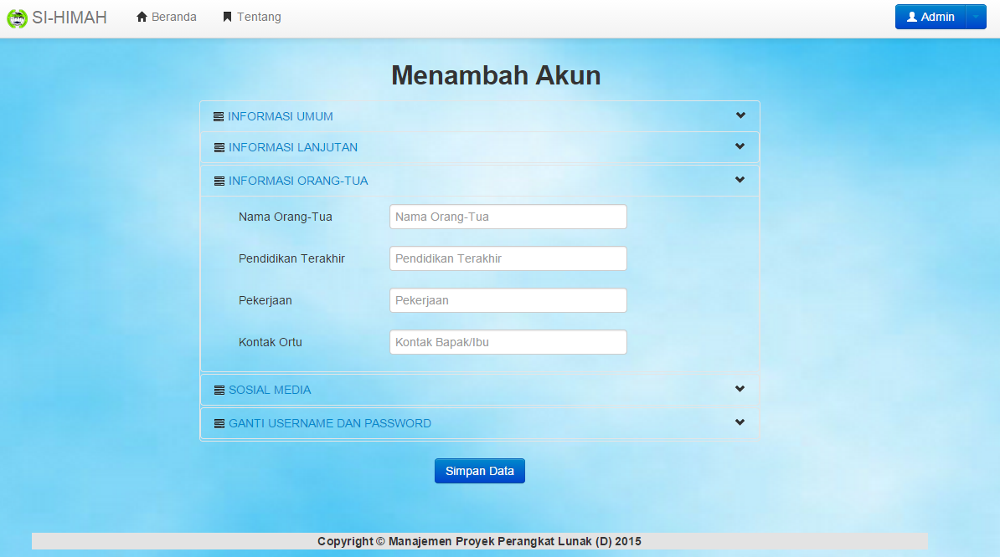 SI-HIMAH Beranda Tentang Admin
Menambah Akun
INFORMASI UMUM
INFORMASI LANJUTAN
INFORMASI ORANG-TUA
Nama Orang-Tua Nama Orang-Tua
Pendidikan Terakhir Pendidikan Terakhir
Pekerjaan Pekerjaan
Kontak Ortu Kontak Bapak/Ibu
SOSIAL MEDIA
GANTI USERNAME DAN PASSWORD
Simpan Data
Copyright © Manajemen Proyek Perangkat Lunak (D) 2015